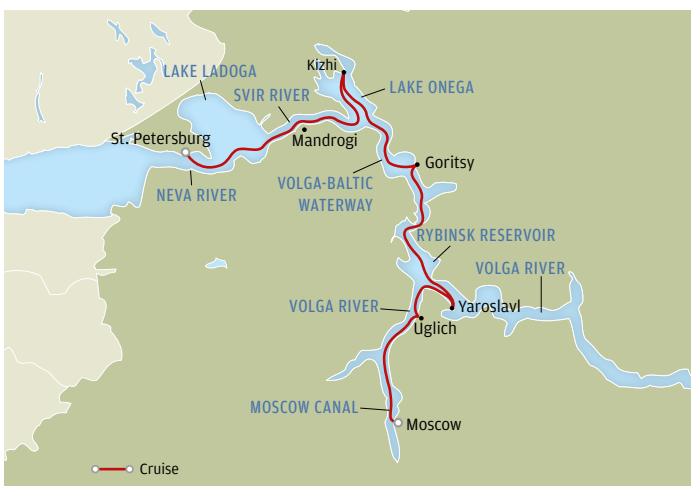 Kizhi
LAKE LADOGA
LAKE ONEGA
SVIR RIVER
St. Petersburg
Mandrogi
Goritsy
NEVA RIVER
VOLGA-BALTIC
WATERWAY
RYBINSK RESERVOIR
VOLGA RIVER
VOLGA RIVER
Yaroslavl
Uglich
MOSCOW CANAL
Moscow
Cruise